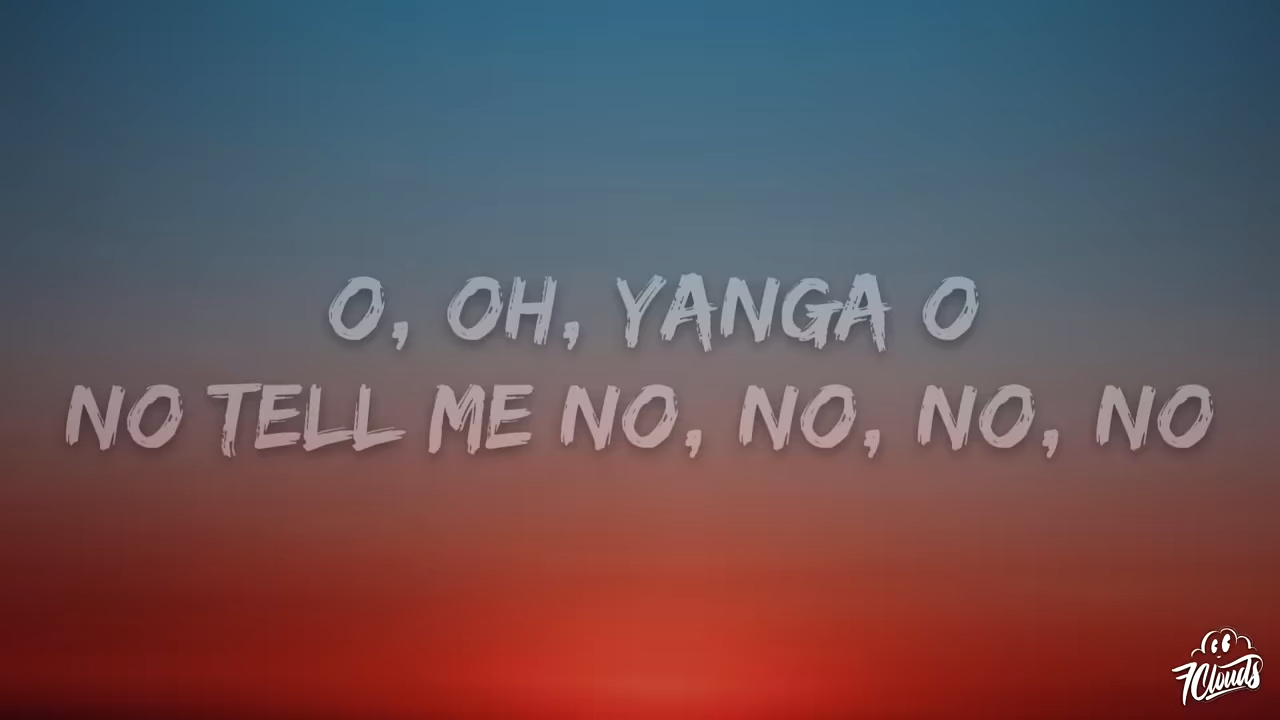 O, OH, YANGA O
NO TELL ME NO, NO, NO, NO
7Clouds